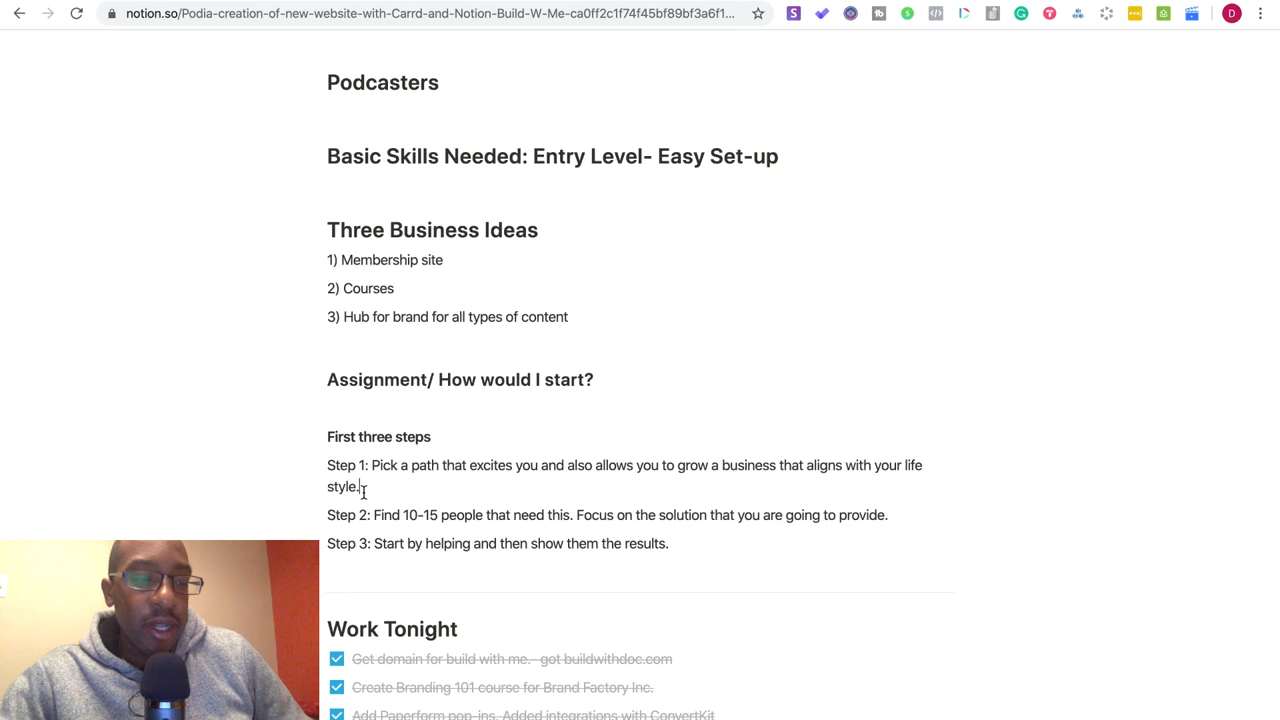 notion.so/Podia-creation-of-new-website-with-Carrd-and-Notion-Build-W-Me-ca0ff2c1f74f45bf89bf3a6f1...
D
Podcasters
Basic Skills Needed: Entry Level- Easy Set-up
Three Business Ideas
1) Membership site
2) Courses
3) Hub for brand for all types of content
Assignment/ How would I start?
First three steps
Step 1: Pick a path that excites you and also allows you to grow a business that aligns with your life
style.
Step 2: Find 10-15 people that need this. Focus on the solution that you are going to provide.
Step 3: Start by helping and then show them the results.
Work Tonight
Get domain for build with me.- got buildwithdoc.com
Create Branding 101 course for Brand Factory Inc.
Add Paperform pop-ins. Added integrations with ConvertKit